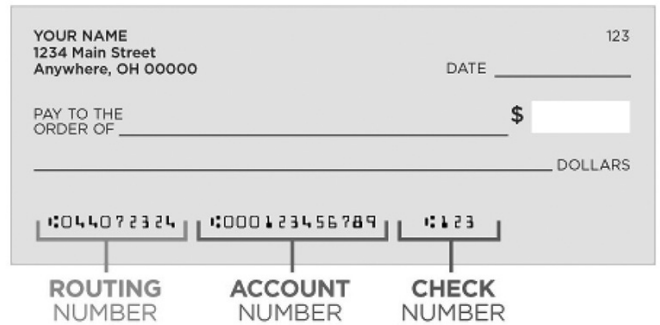 YOUR NAME 123
1234 Main Street
Anywhere, OH 00000
DATE
PAY TO THE
ORDER OF $
DOLLARS
⑆044072324 ⑆000123456789 ⑆123
ROUTING ACCOUNT CHECK
NUMBER NUMBER NUMBER